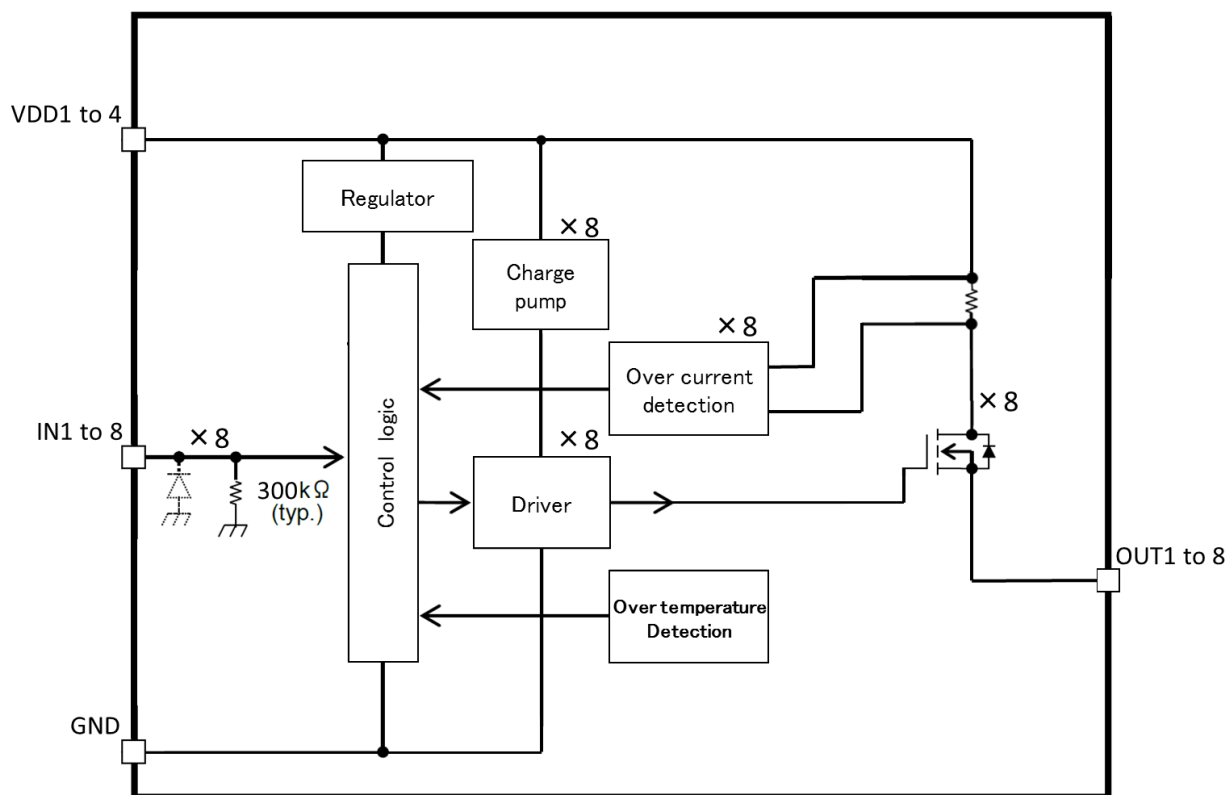 VDD1 to 4
Regulator
× 8
Charge
pump
× 8
Over current
detection
× 8
IN1 to 8
× 8
300kΩ
(typ.)
Control logic
× 8
Driver
OUT1 to 8
Over temperature
Detection
GND